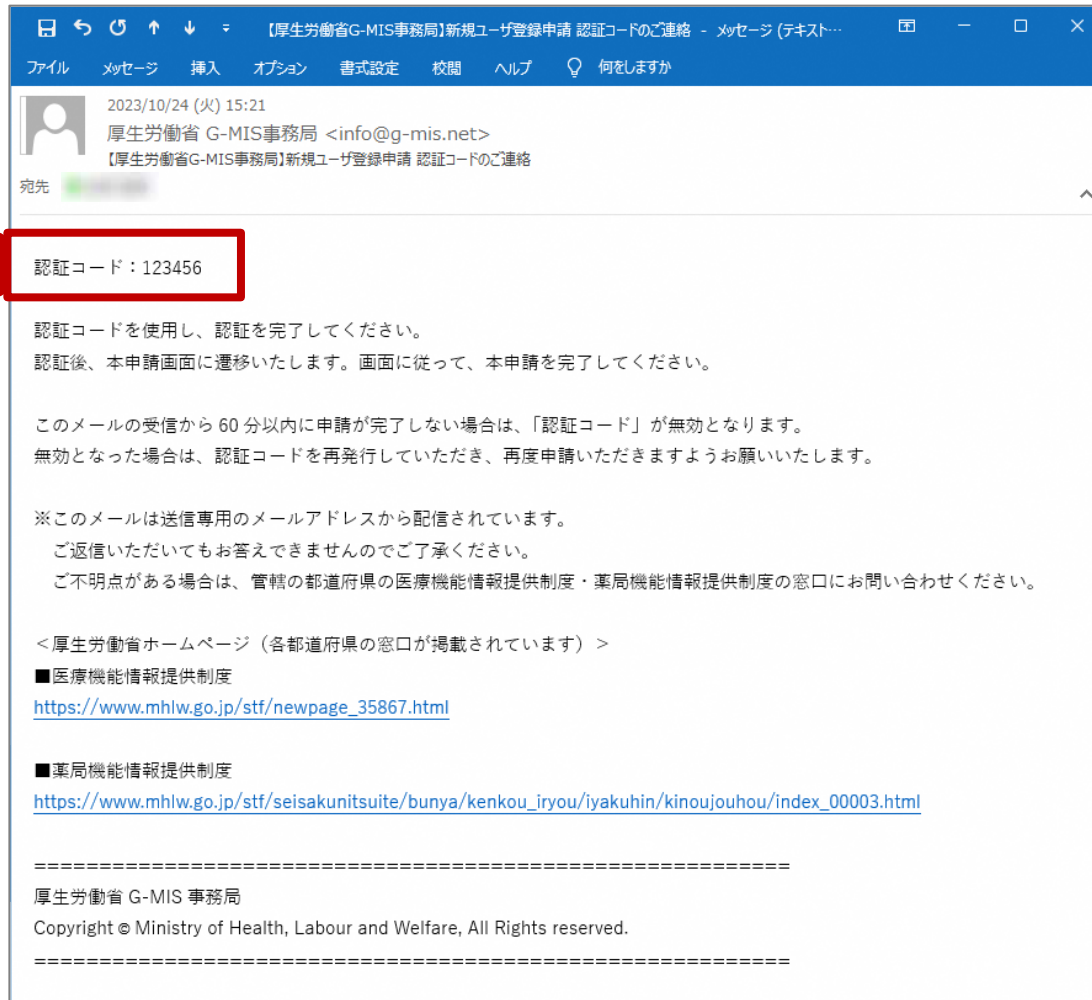 【厚生労働省G-MIS事務局】新規ユーザ登録申請 認証コードのご連絡 - メッセージ (テキスト…
ファイル メッセージ 挿入 オプション 書式設定 校閲 ヘルプ 何をしますか
2023/10/24 (火) 15:21
厚生労働省 G-MIS事務局 <info@g-mis.net>
【厚生労働省G-MIS事務局】新規ユーザ登録申請 認証コードのご連絡
宛先
認証コード：123456
認証コードを使用し、認証を完了してください。
認証後、本申請画面に遷移いたします。画面に従って、本申請を完了してください。
このメールの受信から 60 分以内に申請が完了しない場合は、「認証コード」が無効となります。
無効となった場合は、認証コードを再発行していただき、再度申請いただきますようお願いいたします。
※このメールは送信専用のメールアドレスから配信されています。
ご返信いただいてもお答えできませんのでご了承ください。
ご不明点がある場合は、管轄の都道府県の医療機能情報提供制度・薬局機能情報提供制度の窓口にお問い合わせください。
＜厚生労働省ホームページ（各都道府県の窓口が掲載されています）＞
■医療機能情報提供制度
https://www.mhlw.go.jp/stf/newpage_35867.html
■薬局機能情報提供制度
https://www.mhlw.go.jp/stf/seisakunitsuite/bunya/kenkou_iryou/iyakuhin/kinoujouhou/index_00003.html
==========================================================
厚生労働省 G-MIS 事務局
Copyright © Ministry of Health, Labour and Welfare, All Rights reserved.
==========================================================